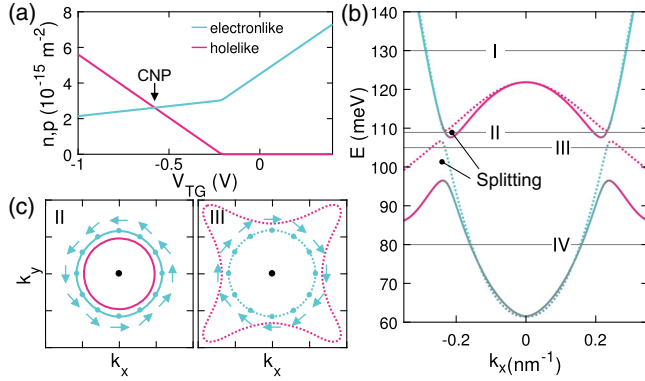 (a)
electronlike
holelike
CNP
n,p (10⁻¹⁵ m⁻²)
8
6
4
2
0
-1
-0.5
0
V_TG (V)
(b)
E (meV)
140
130
120
110
100
90
80
70
60
I
II
III
Splitting
IV
-0.2
0
0.2
k_x(nm⁻¹)
(c)
II
III
k_y
k_x
k_x